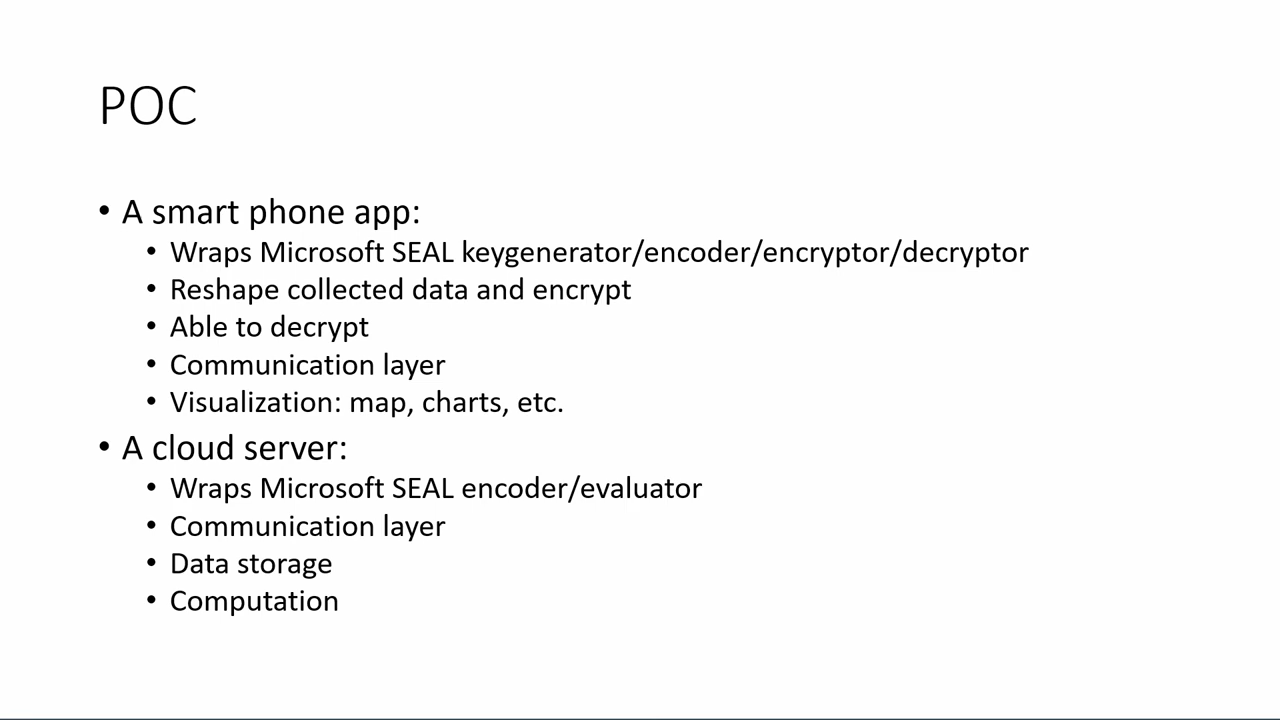 POC
• A smart phone app:
• Wraps Microsoft SEAL keygenerator/encoder/encryptor/decryptor
• Reshape collected data and encrypt
• Able to decrypt
• Communication layer
• Visualization: map, charts, etc.
• A cloud server:
• Wraps Microsoft SEAL encoder/evaluator
• Communication layer
• Data storage
• Computation